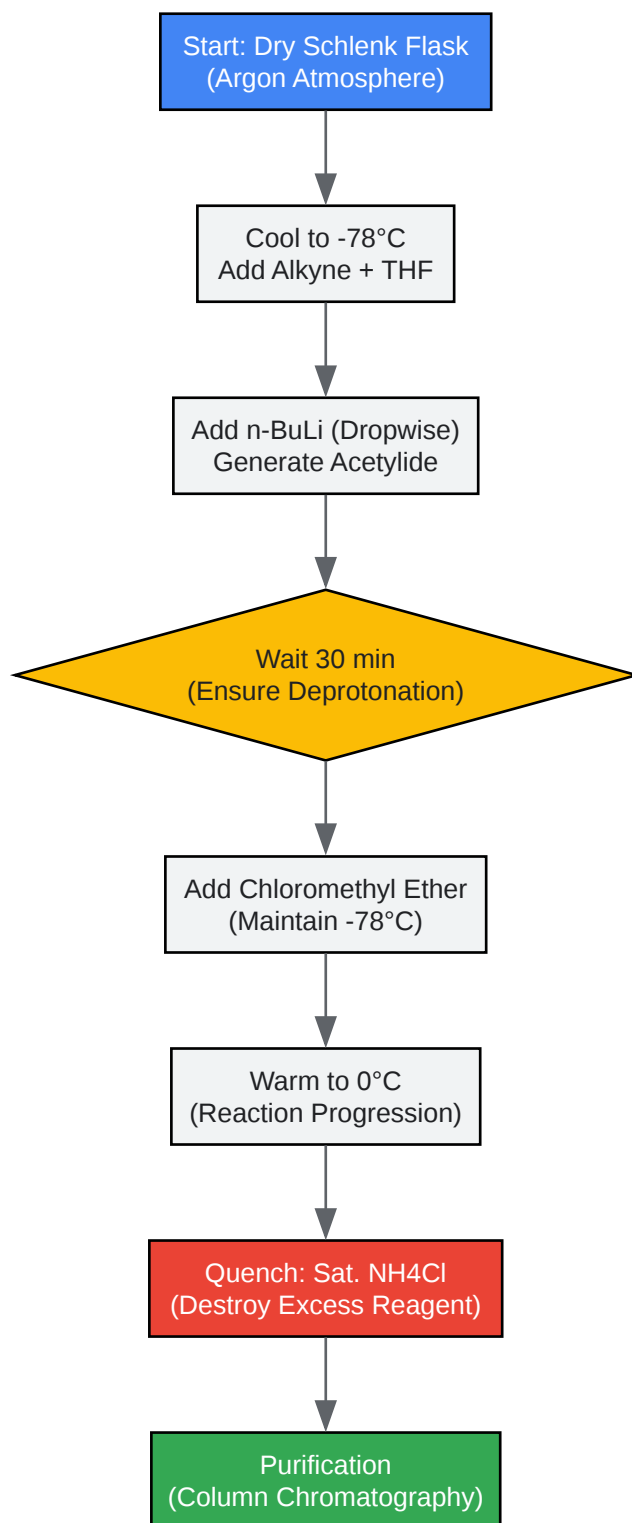 Start: Dry Schlenk Flask
(Argon Atmosphere)
Cool to -78°C
Add Alkyne + THF
Add n-BuLi (Dropwise)
Generate Acetylide
Wait 30 min
(Ensure Deprotonation)
Add Chloromethyl Ether
(Maintain -78°C)
Warm to 0°C
(Reaction Progression)
Quench: Sat. NH4Cl
(Destroy Excess Reagent)
Purification
(Column Chromatography)